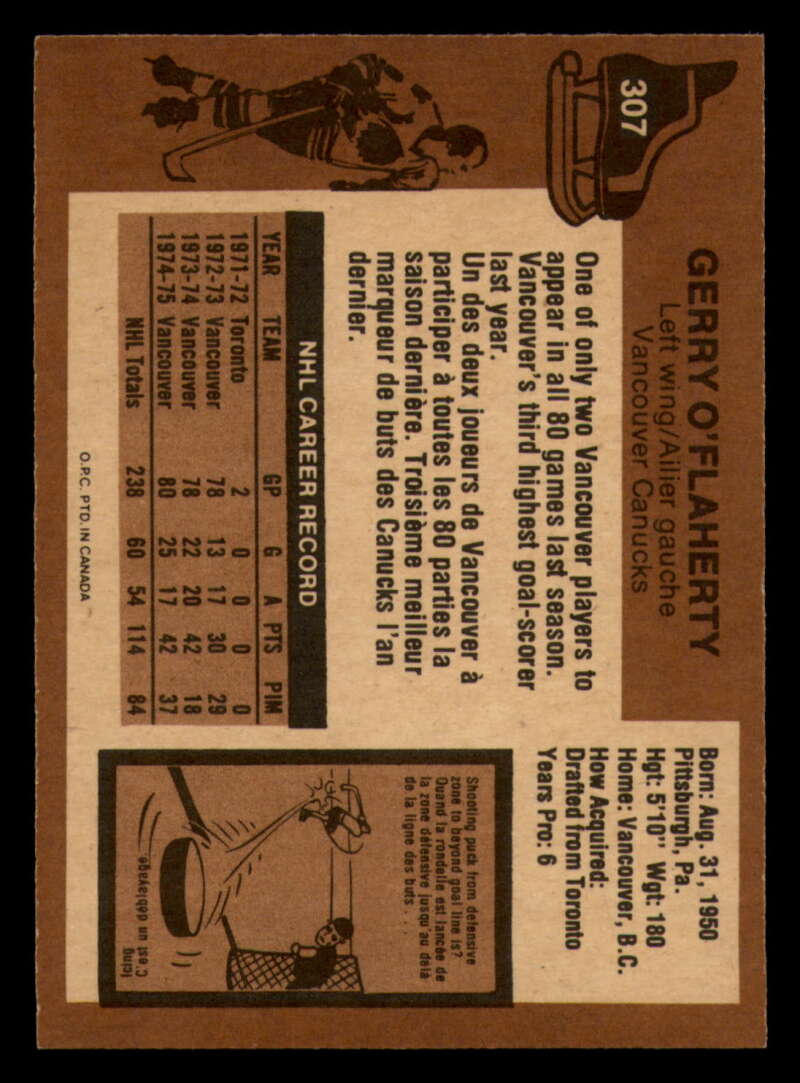 307
GERRY O'FLAHERTY
Left wing/Ailier gauche
Vancouver Canucks
Born: Aug. 31, 1950
Pittsburgh, Pa.
Hgt: 5'10" Wgt: 180
Home: Vancouver, B.C.
How Acquired:
Drafted from Toronto
Years Pro: 6
One of only two Vancouver players to
appear in all 80 games last season.
Vancouver's third highest goal-scorer
last year.
Un des deux joueurs de Vancouver à
participer à toutes les 80 parties la
saison dernière. Troisième meilleur
marqueur de buts des Canucks l'an
dernier.
NHL CAREER RECORD
YEAR TEAM GP G A PTS PIM
1971-72 Toronto 2 0 0 0 0
1972-73 Vancouver 78 13 17 30 29
1973-74 Vancouver 78 22 20 42 18
1974-75 Vancouver 80 25 17 42 37
NHL Totals 238 60 54 114 84
O.P.C. PTD. IN CANADA
Shooting puck from defensive
zone to beyond goal line is?
Quand la rondelle est lancée de
la zone défensive jusqu'au delà
de la ligne des buts . . .
Icing
C'est un déblayage